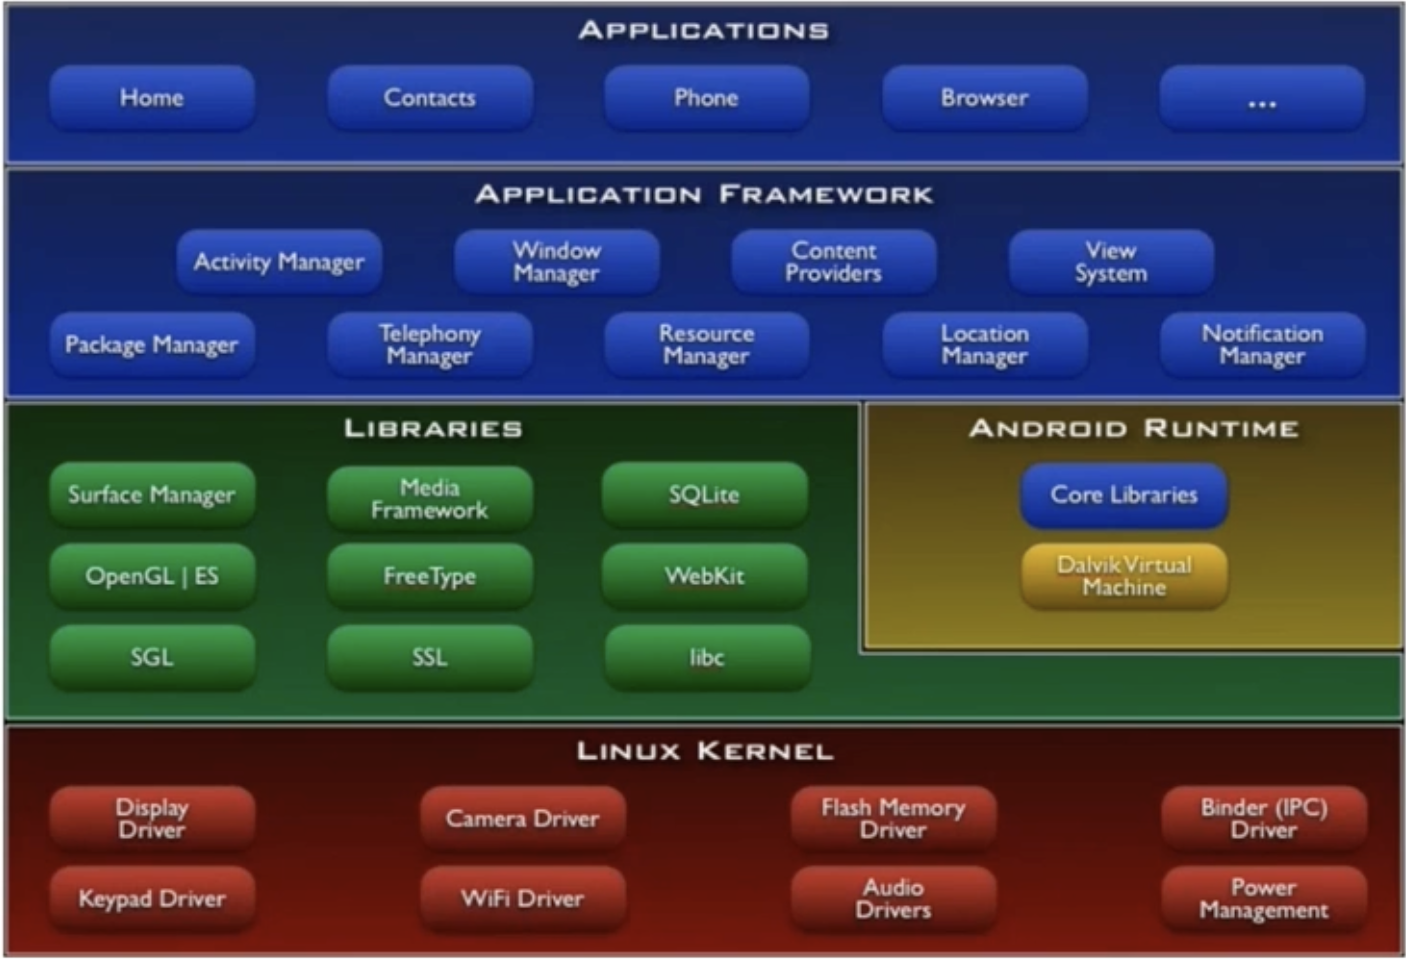 APPLICATIONS
Home
Contacts
Phone
Browser
...
APPLICATION FRAMEWORK
Activity Manager
Window
Manager
Content
Providers
View
System
Package Manager
Telephony
Manager
Resource
Manager
Location
Manager
Notification
Manager
LIBRARIES
Surface Manager
Media
Framework
SQLite
OpenGL | ES
FreeType
WebKit
SGL
SSL
libc
ANDROID RUNTIME
Core Libraries
Dalvik Virtual
Machine
LINUX KERNEL
Display
Driver
Camera Driver
Flash Memory
Driver
Binder (IPC)
Driver
Keypad Driver
WiFi Driver
Audio
Drivers
Power
Management